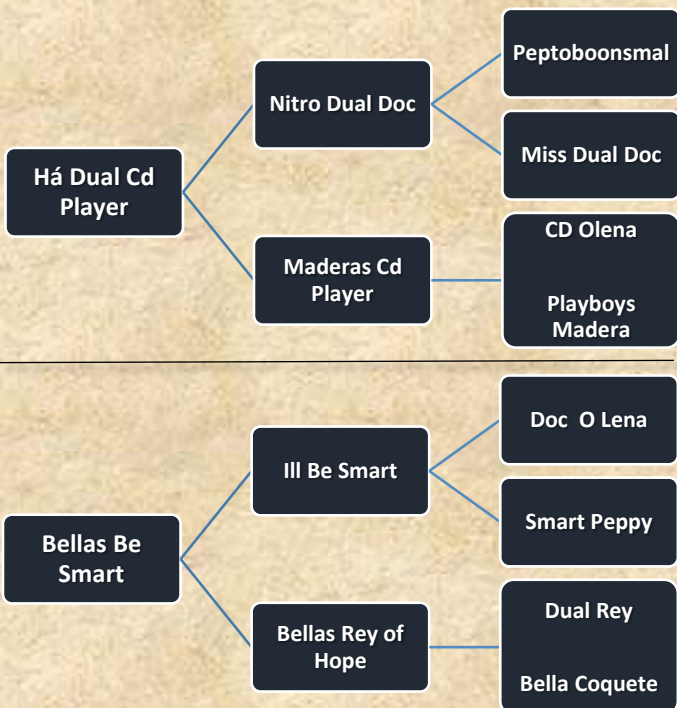 Há Dual Cd
Player
Nitro Dual Doc
Maderas Cd
Player
Peptoboonsmal
Miss Dual Doc
CD Olena
Playboys
Madera
Bellas Be
Smart
Ill Be Smart
Bellas Rey of
Hope
Doc O Lena
Smart Peppy
Dual Rey
Bella Coquete